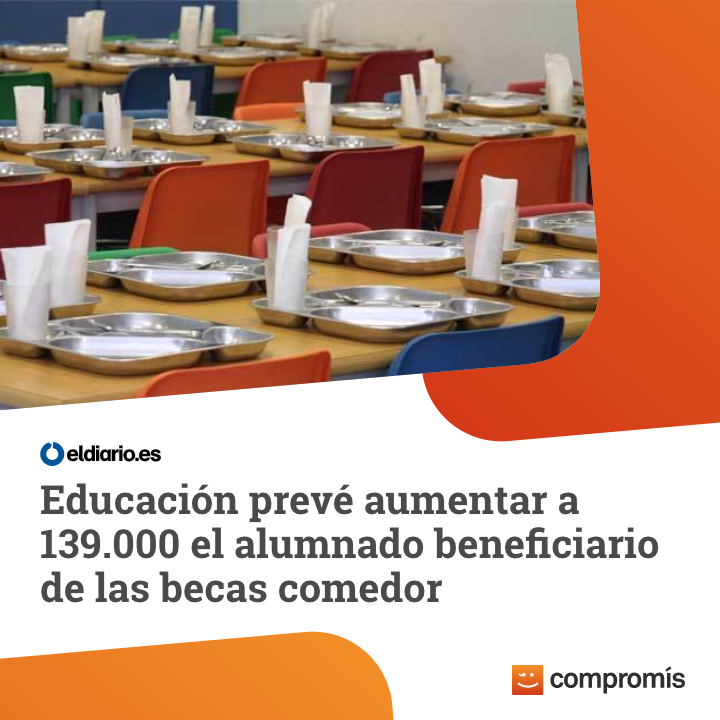 eldiario.es
Educación prevé aumentar a
139.000 el alumnado beneficiario
de las becas comedor
compromís